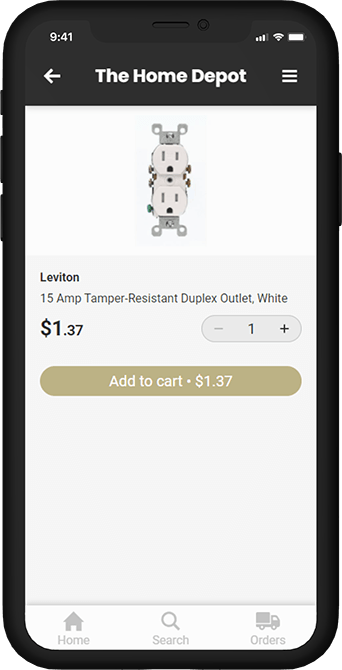 9:41
The Home Depot
Leviton
15 Amp Tamper-Resistant Duplex Outlet, White
$1.37
− 1 +
Add to cart • $1.37
Home Search Orders